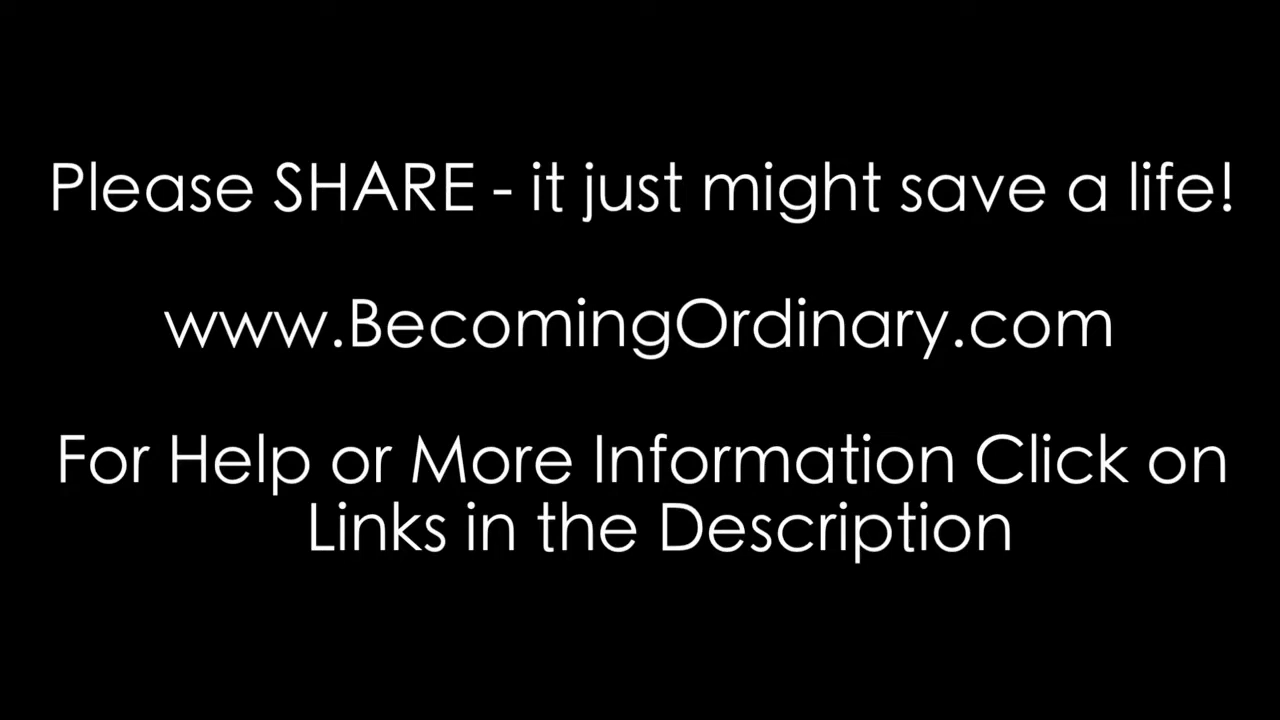 Please SHARE - it just might save a life!
www.BecomingOrdinary.com
For Help or More Information Click on
Links in the Description